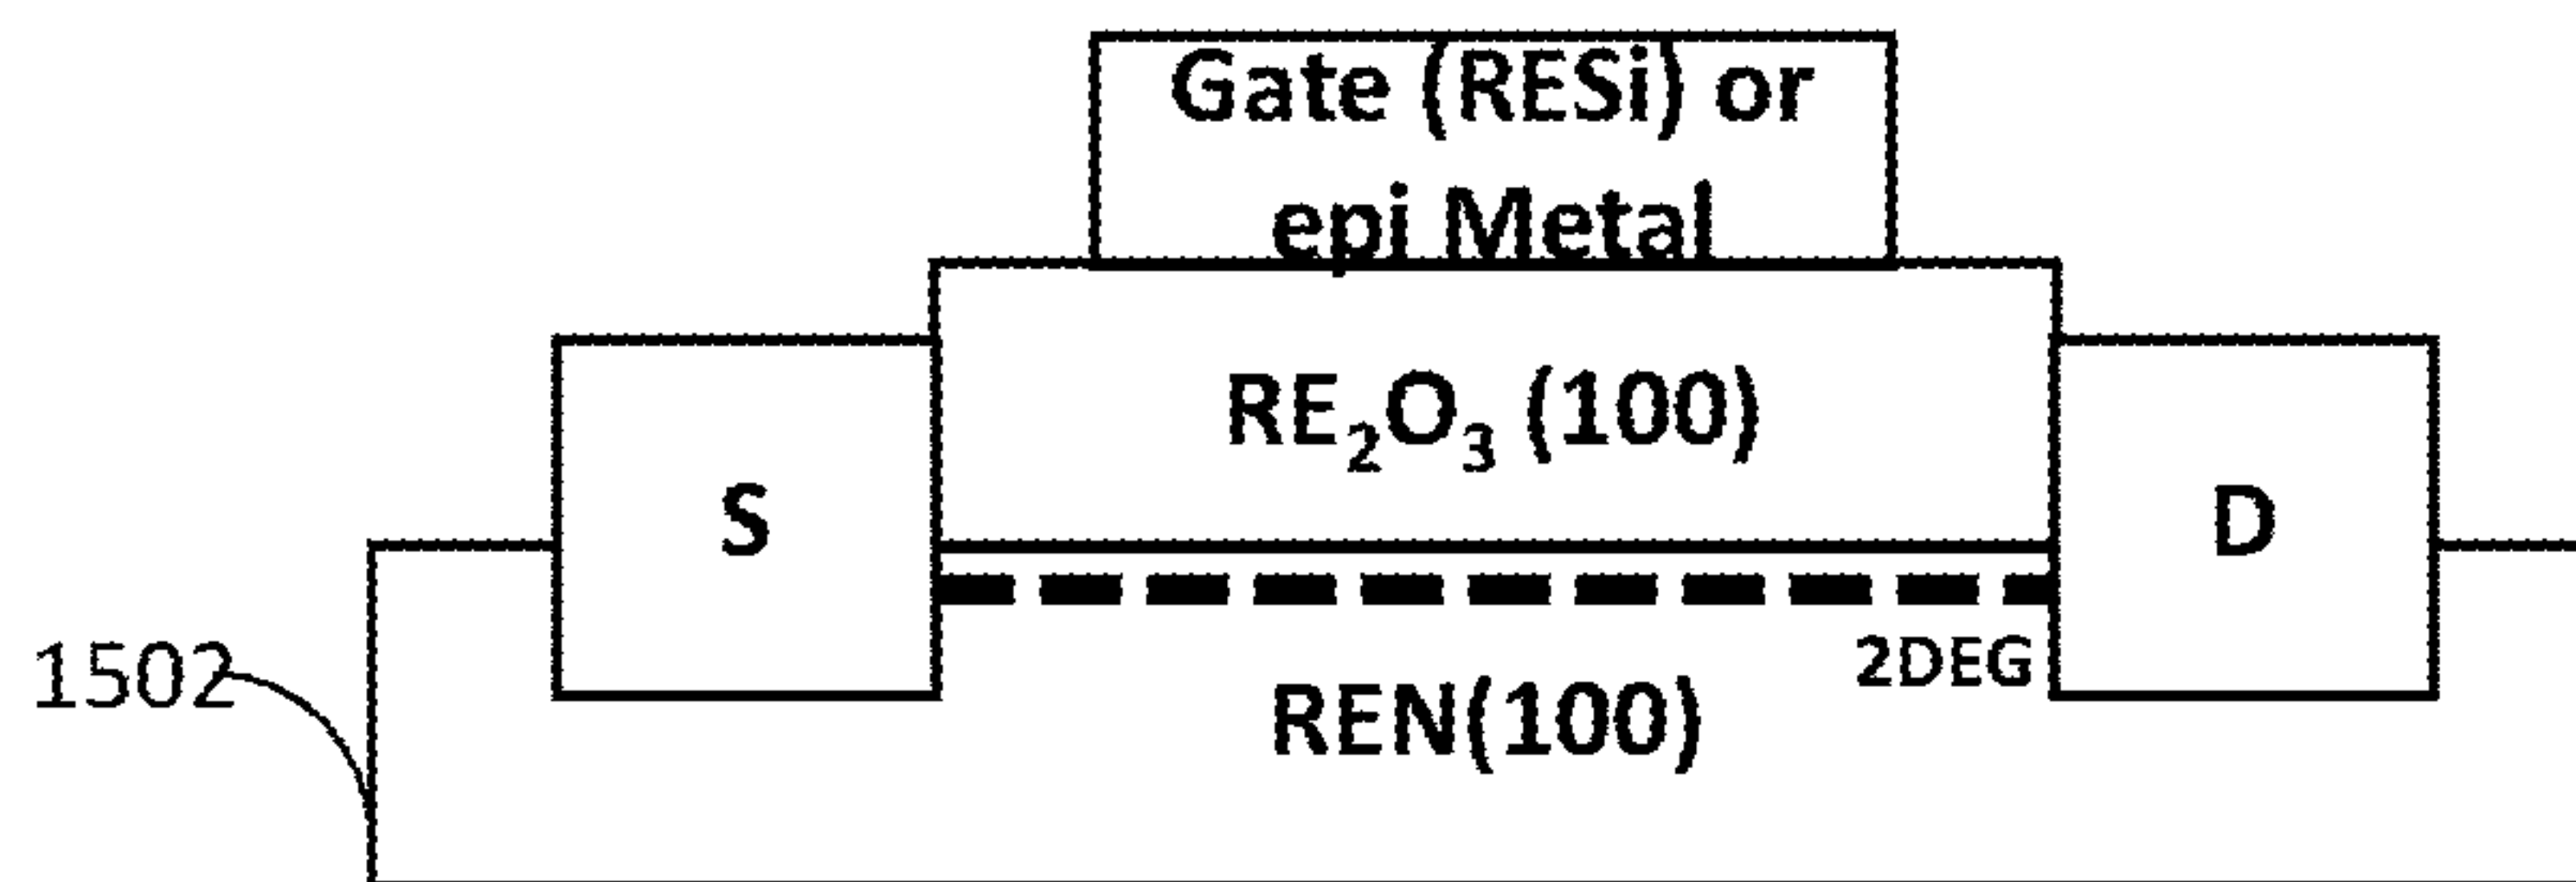 Gate (RESi) or
epi Metal
RE₂O₃ (100)
S
D
2DEG
1502
REN(100)